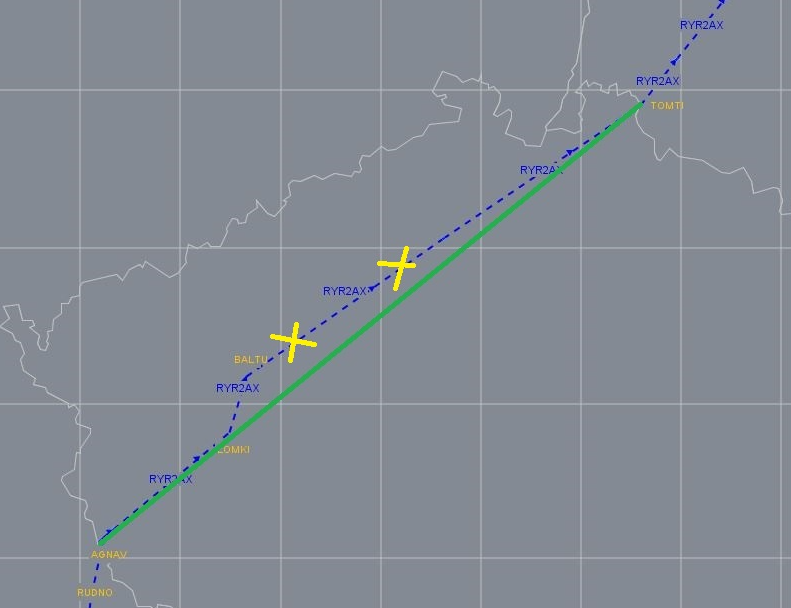 RYR2AX
RYR2AX
TOMTI
RYR2AX
RYR2AX
BALTU
RYR2AX
LOMKI
RYR2AX
AGNAV
RUDNO